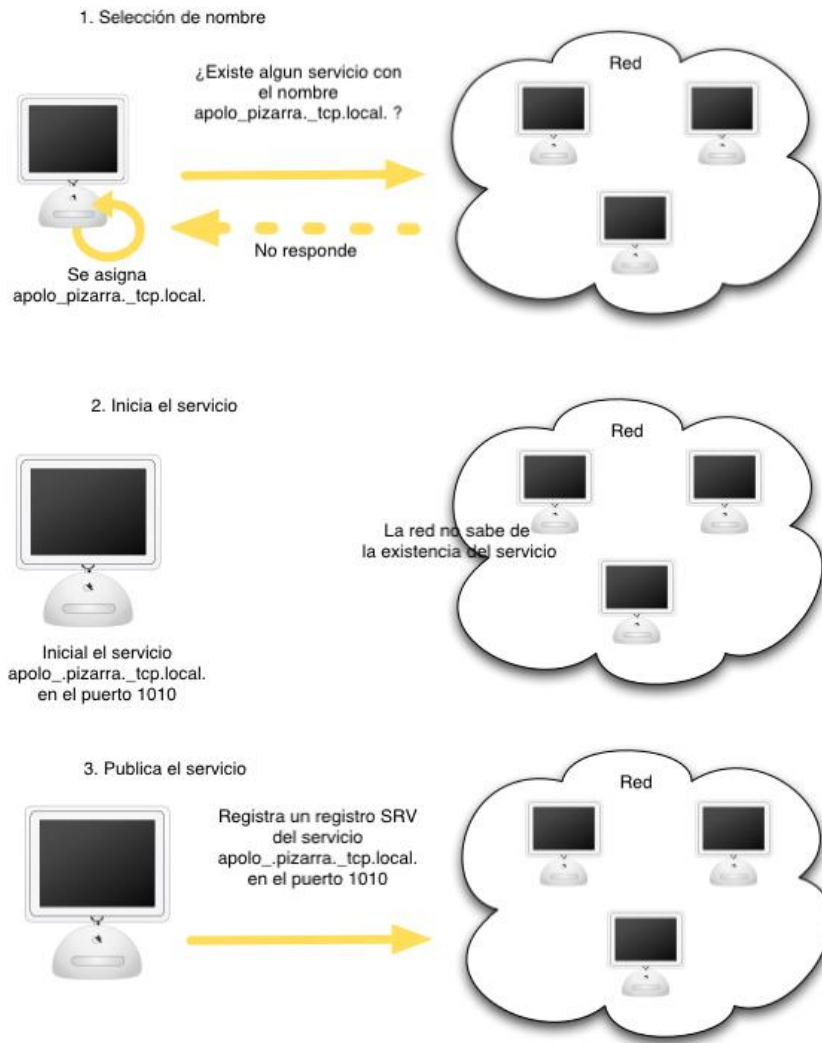 1. Selección de nombre
¿Existe algun servicio con
el nombre
apolo_pizarra._tcp.local. ?
Red
No responde
Se asigna
apolo_pizarra._tcp.local.
2. Inicia el servicio
Red
La red no sabe de
la existencia del servicio
Inicial el servicio
apolo_.pizarra._tcp.local.
en el puerto 1010
3. Publica el servicio
Registra un registro SRV
del servicio
apolo_.pizarra._tcp.local.
en el puerto 1010
Red